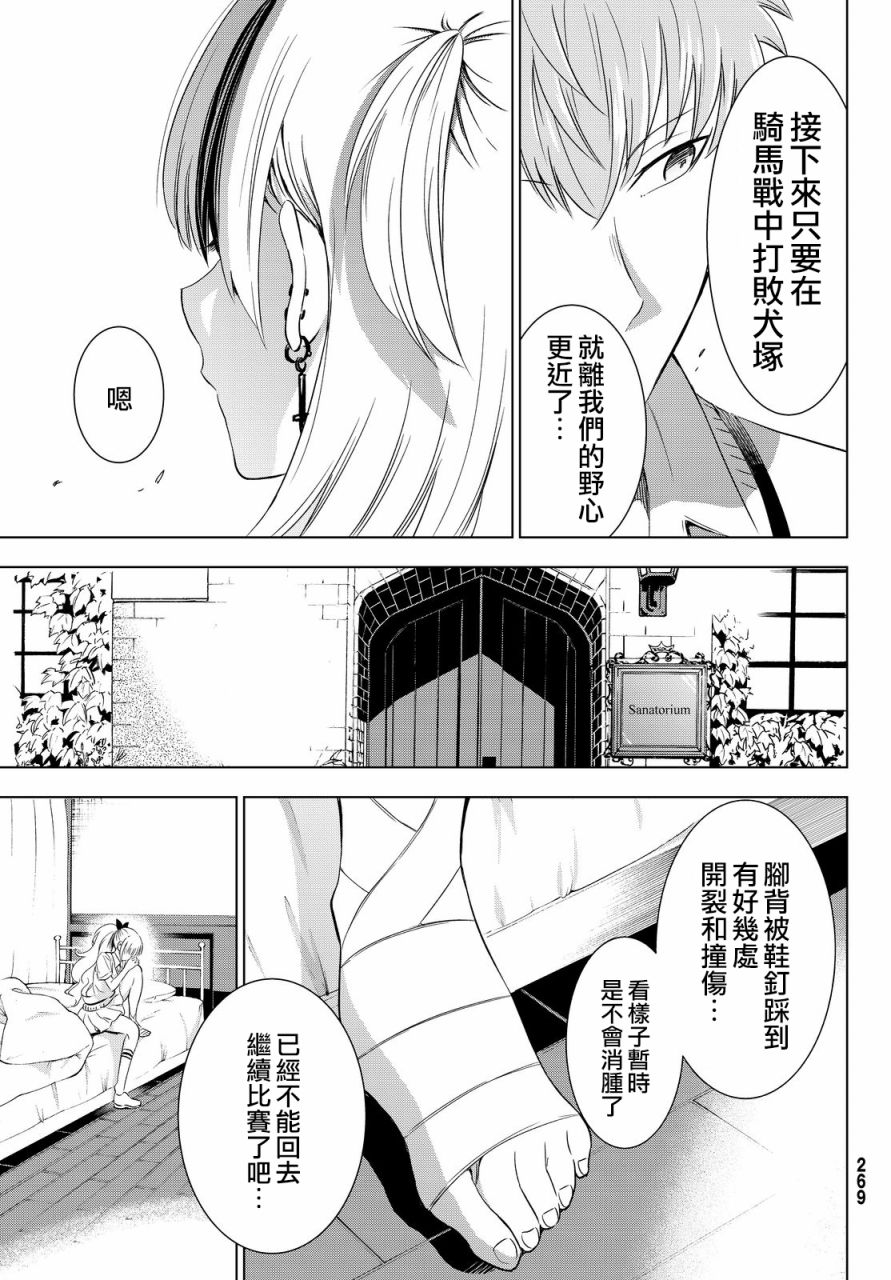 接下來只要在
騎馬戰中打敗犬塚
就離我們的野心
更近了…
嗯
Sanatorium
腳背被鞋釘踩到
有好幾處
開裂和撞傷…
看樣子暫時
是不會消腫了
已經不能回去
繼續比賽了吧…
269